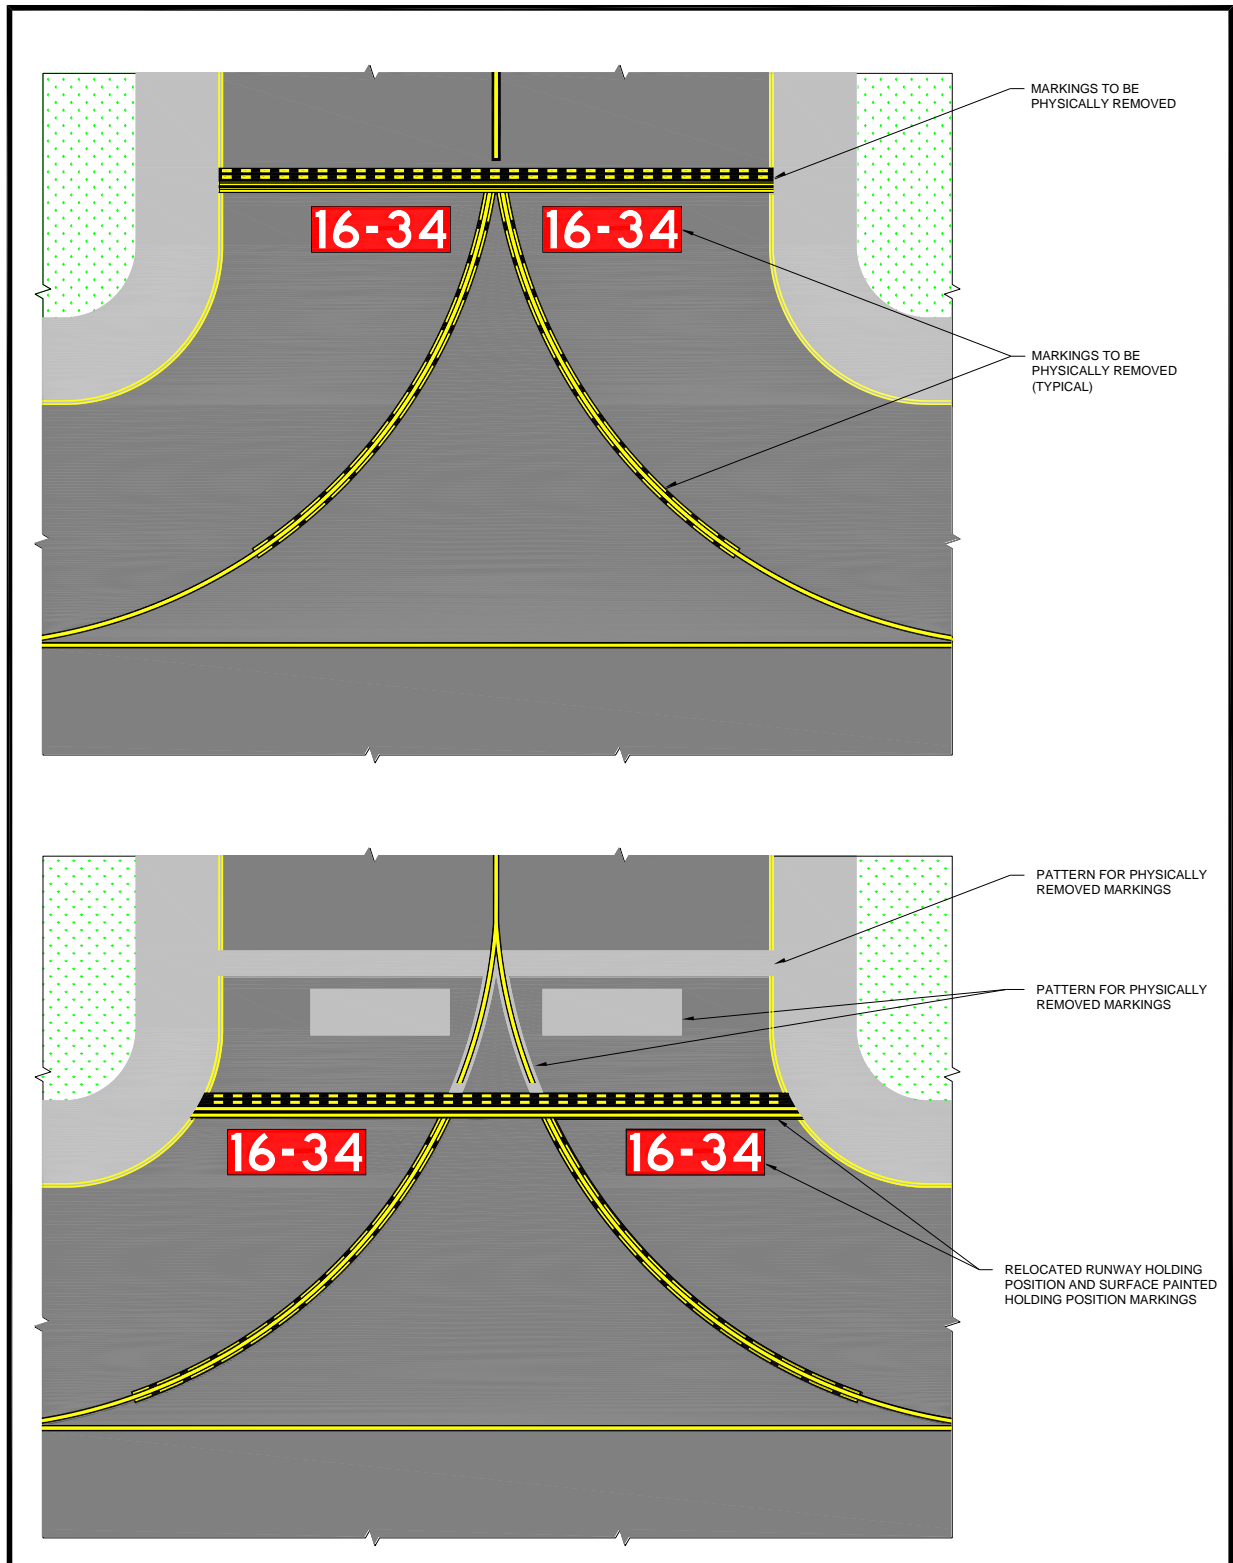 MARKINGS TO BE
PHYSICALLY REMOVED
16-34 16-34
MARKINGS TO BE
PHYSICALLY REMOVED
(TYPICAL)
PATTERN FOR PHYSICALLY
REMOVED MARKINGS
PATTERN FOR PHYSICALLY
REMOVED MARKINGS
16-34 16-34
RELOCATED RUNWAY HOLDING
POSITION AND SURFACE PAINTED
HOLDING POSITION MARKINGS